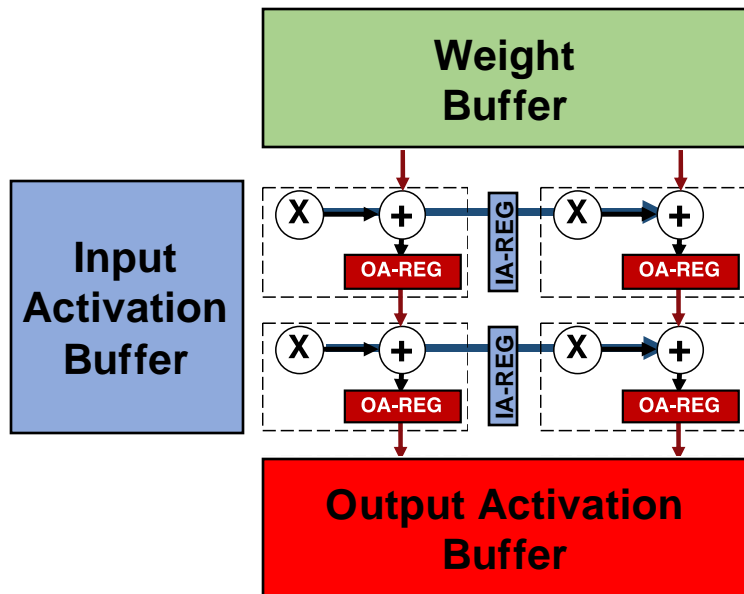 Weight
Buffer
Input
Activation
Buffer
X
+
IA-REG
X
+
OA-REG
OA-REG
X
+
IA-REG
X
+
OA-REG
OA-REG
Output Activation
Buffer